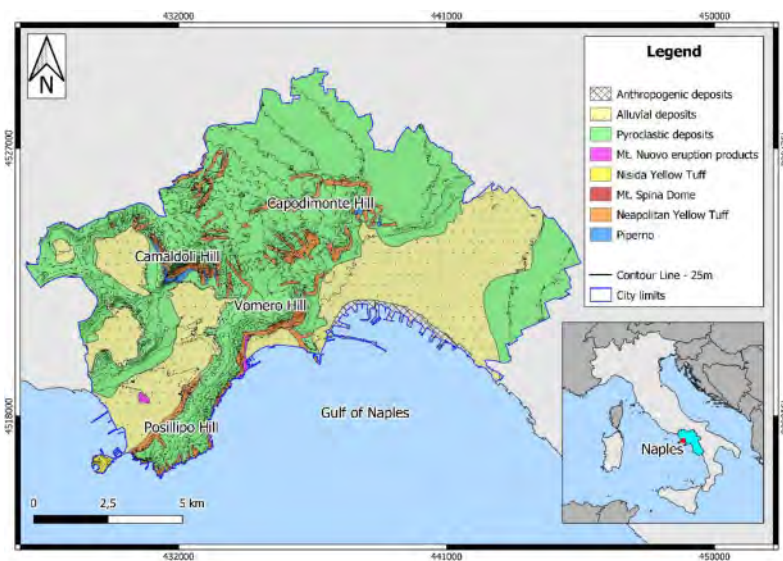 432000 441000 450000
N
Legend
Anthropogenic deposits
Alluvial deposits
Pyroclastic deposits
Mt. Nuovo eruption products
Nisida Yellow Tuff
Mt. Spina Dome
Neapolitan Yellow Tuff
Piperno
Contour Line - 25m
City limits
4527000
Capodimonte Hill
Camaldoli Hill
Vomero Hill
4518000
Posillipo Hill
Gulf of Naples
Naples
0 2,5 5 km
432000 441000 450000